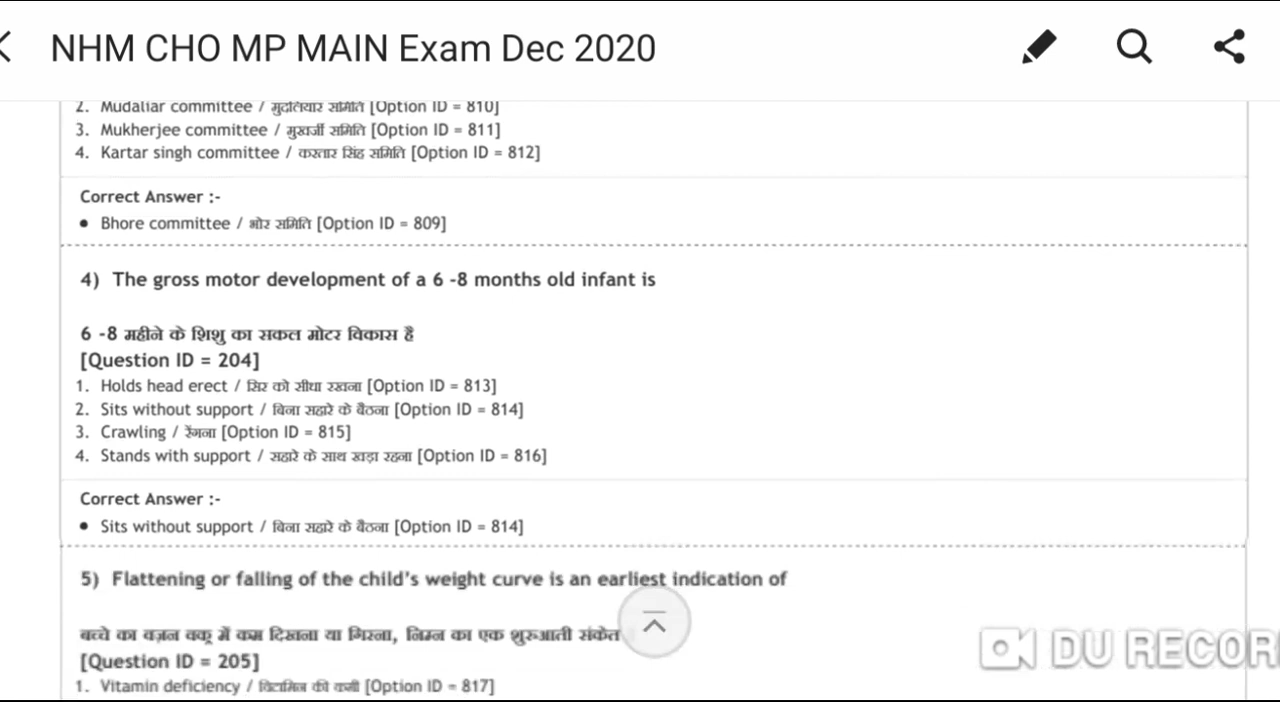 NHM CHO MP MAIN Exam Dec 2020
2. Mudaliar committee / मुदलियार समिति [Option ID = 810]
3. Mukherjee committee / मुखर्जी समिति [Option ID = 811]
4. Kartar singh committee / करतार सिंह समिति [Option ID = 812]
Correct Answer :-
• Bhore committee / भोर समिति [Option ID = 809]
4) The gross motor development of a 6 -8 months old infant is
6 -8 महीने के शिशु का सकल मोटर विकास है
[Question ID = 204]
1. Holds head erect / सिर को सीधा रखना [Option ID = 813]
2. Sits without support / बिना सहारे के बैठना [Option ID = 814]
3. Crawling / रेंगना [Option ID = 815]
4. Stands with support / सहारे के साथ खड़ा रहना [Option ID = 816]
Correct Answer :-
• Sits without support / बिना सहारे के बैठना [Option ID = 814]
5) Flattening or falling of the child's weight curve is an earliest indication of
बच्चे का वज़न वक्र में कम दिखना या गिरना, निम्न का एक शुरुआती संकेत
[Question ID = 205]
1. Vitamin deficiency / विटामिन की कमी [Option ID = 817]
DU RECOR